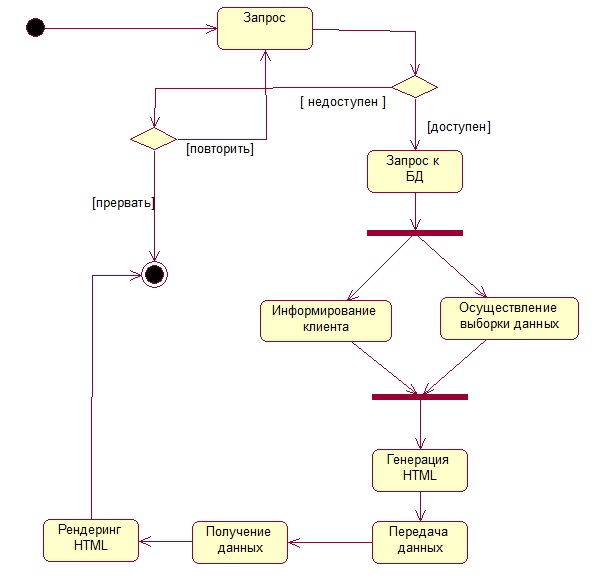 Запрос
[ недоступен ]
[доступен]
[повторить]
Запрос к
БД
[прервать]
Информирование
клиента
Осуществление
выборки данных
Генерация
HTML
Рендеринг
HTML
Получение
данных
Передача
данных